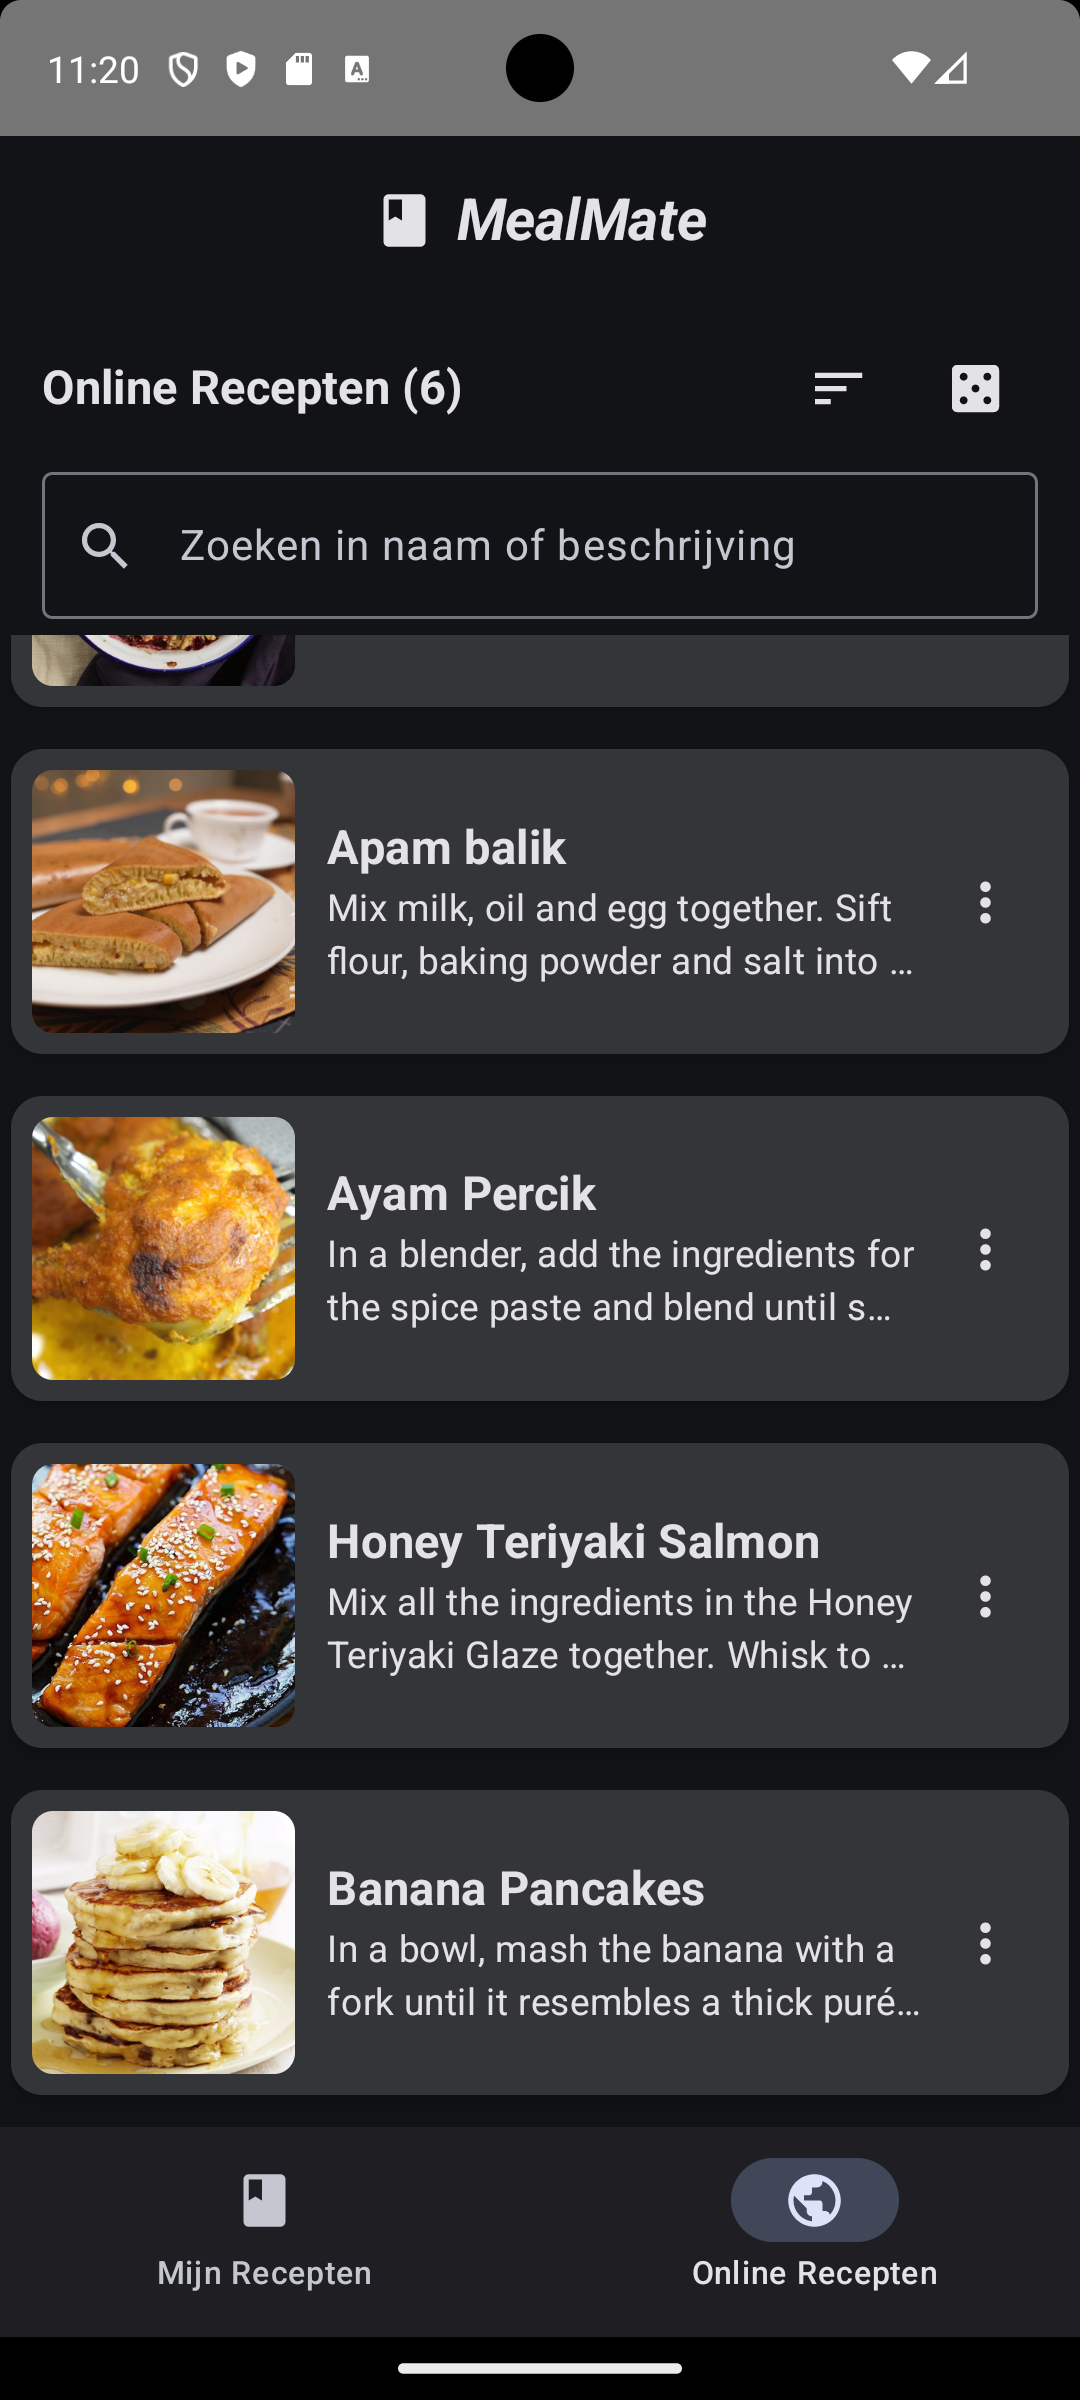 11:20
MealMate
Online Recepten (6)
Zoeken in naam of beschrijving
Apam balik
Mix milk, oil and egg together. Sift
flour, baking powder and salt into ...
Ayam Percik
In a blender, add the ingredients for
the spice paste and blend until s...
Honey Teriyaki Salmon
Mix all the ingredients in the Honey
Teriyaki Glaze together. Whisk to ...
Banana Pancakes
In a bowl, mash the banana with a
fork until it resembles a thick puré...
Mijn Recepten
Online Recepten